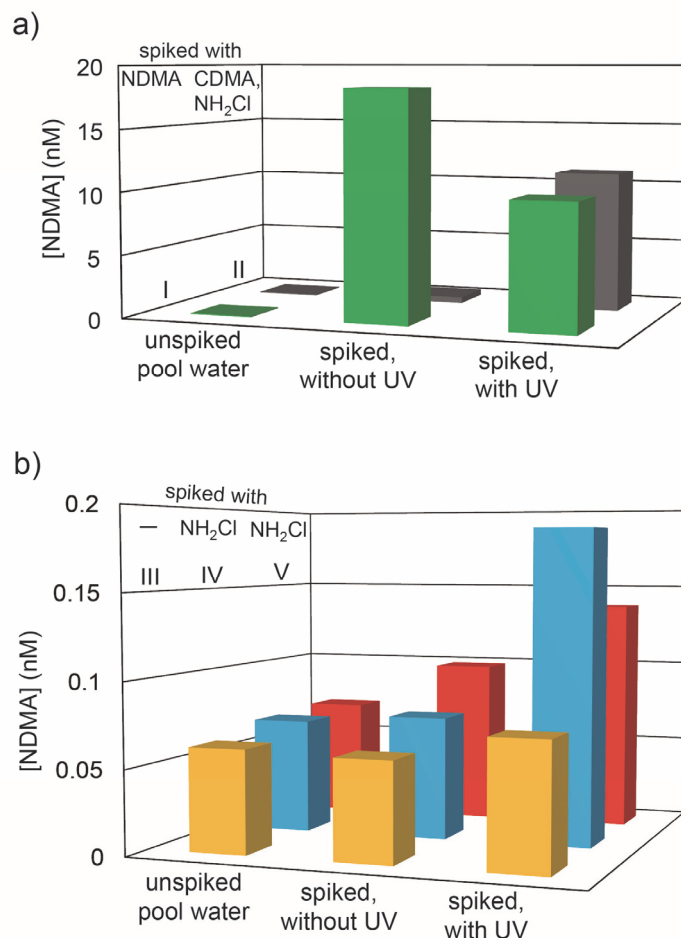 a)
spiked with
NDMA CDMA,
NH₂Cl
20
15
10
5
0
[NDMA] (nM)
I II
unspiked
pool water
spiked,
without UV
spiked,
with UV
b)
spiked with
– NH₂Cl NH₂Cl
III IV V
0.2
0.15
0.1
0.05
0
[NDMA] (nM)
unspiked
pool water
spiked,
without UV
spiked,
with UV